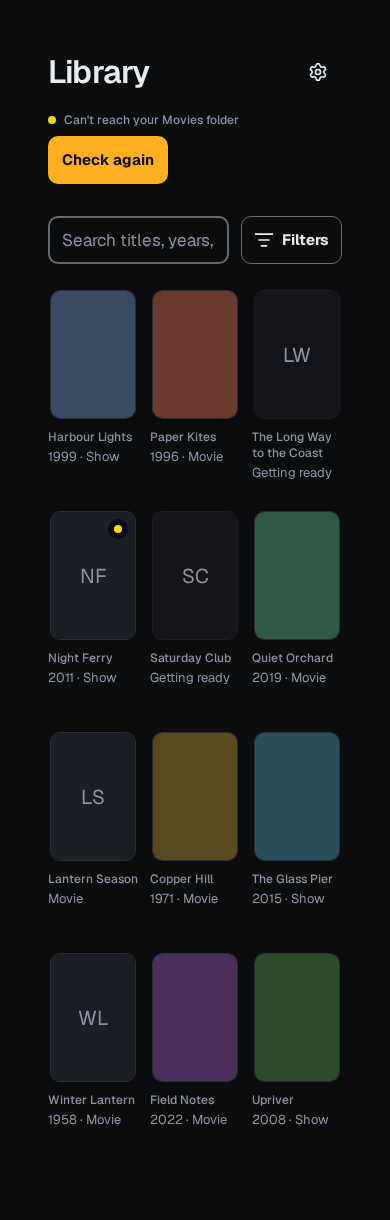 Library
Can't reach your Movies folder
Check again
Search titles, years,
Filters
LW
Harbour Lights
1999 · Show
Paper Kites
1996 · Movie
The Long Way
to the Coast
Getting ready
NF
SC
Night Ferry
2011 · Show
Saturday Club
Getting ready
Quiet Orchard
2019 · Movie
LS
Lantern Season
Movie
Copper Hill
1971 · Movie
The Glass Pier
2015 · Show
WL
Winter Lantern
1958 · Movie
Field Notes
2022 · Movie
Upriver
2008 · Show